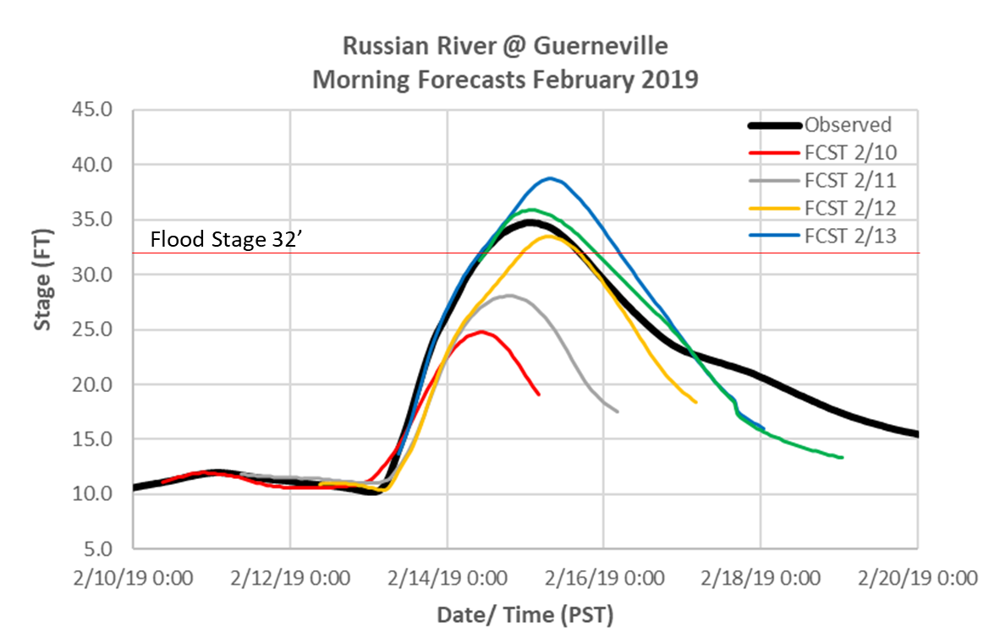 Russian River @ Guerneville
Morning Forecasts February 2019
45.0
40.0
35.0
30.0
25.0
20.0
15.0
10.0
5.0
Stage (FT)
Flood Stage 32’
Observed
FCST 2/10
FCST 2/11
FCST 2/12
FCST 2/13
2/10/19 0:00 2/12/19 0:00 2/14/19 0:00 2/16/19 0:00 2/18/19 0:00 2/20/19 0:00
Date/ Time (PST)